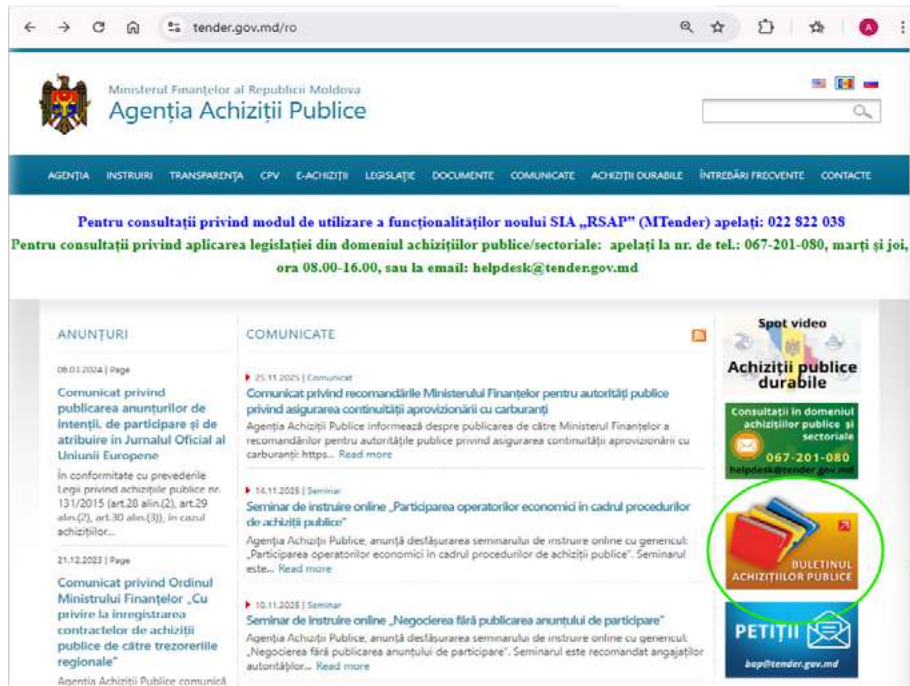 tender.gov.md/ro
A
Ministerul Finanțelor al Republicii Moldova
Agenția Achiziții Publice
AGENȚIA INSTRUIRI TRANSPARENȚA CPV E-ACHIZIȚII LEGISLAȚIE DOCUMENTE COMUNICATE ACHIZIȚII DURABILE ÎNTREBĂRI FRECVENTE CONTACTE
Pentru consultații privind modul de utilizare a funcționalităților noului SIA „RSAP” (MTender) apelați: 022 822 038
Pentru consultații privind aplicarea legislației din domeniul achizițiilor publice/sectoriale: apelați la nr. de tel.: 067-201-080, marți și joi,
ora 08.00-16.00, sau la email: helpdesk@tender.gov.md
ANUNȚURI
08.01.2024 | Page
Comunicat privind
publicarea anunțurilor de
intenții, de participare și de
atribuire in Jurnalul Oficial al
Uniunii Europene
În conformitate cu prevederile
Legii privind achizițiile publice nr.
131/2015 (art.28 alin.(2), art.29
alin.(2), art.30 alin.(3)), în cazul
achizițiilor...
21.12.2023 | Page
Comunicat privind Ordinul
Ministrului Finanțelor „Cu
privire la inregistrarea
contractelor de achiziții
publice de către trezoreriile
regionale”
Agenția Achiziții Publice comunică
COMUNICATE
25.11.2025 | Comunicat
Comunicat privind recomandările Ministerului Finanțelor pentru autorități publice
privind asigurarea continuității aprovizionării cu carburanți
Agenția Achiziții Publice informează despre publicarea de către Ministerul Finanțelor a
recomandărilor pentru autoritățile publice privind asigurarea continuității aprovizionării cu
carburanți: https... Read more
14.11.2025 | Seminar
Seminar de instruire online „Participarea operatorilor economici în cadrul procedurilor
de achiziții publice”
Agenția Achiziții Publice, anunță desfășurarea seminarului de instruire online cu genericul:
„Participarea operatorilor economici în cadrul procedurilor de achiziții publice”. Seminarul
este... Read more
10.11.2025 | Seminar
Seminar de instruire online „Negocierea fără publicarea anunțului de participare”
Agenția Achiziții Publice, anunță desfășurarea seminarului de instruire online cu genericul:
„Negocierea fără publicarea anunțului de participare”. Seminarul este recomandat angajaților
autorităților... Read more
Spot video
Achiziții publice
durabile
Consultații în domeniul
achizițiilor publice și
sectoriale
067-201-080
helpdesk@tender.gov.md
BULETINUL
ACHIZIȚIILOR PUBLICE
PETIȚII
bap@tender.gov.md